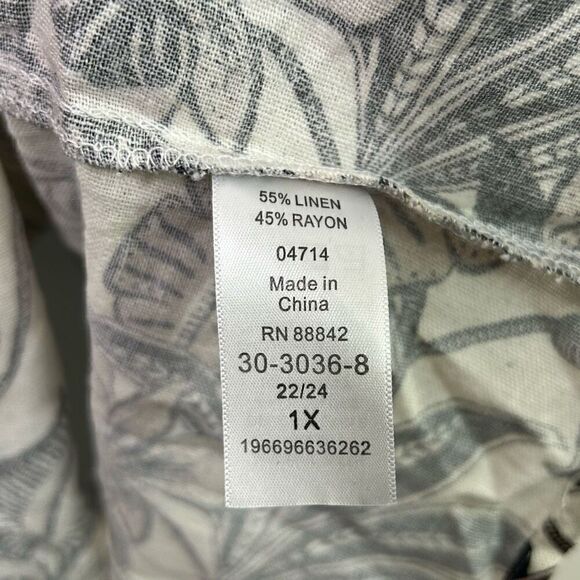 55% LINEN
45% RAYON
04714
Made in
China
RN 88842
30-3036-8
22/24
1X
196696636262